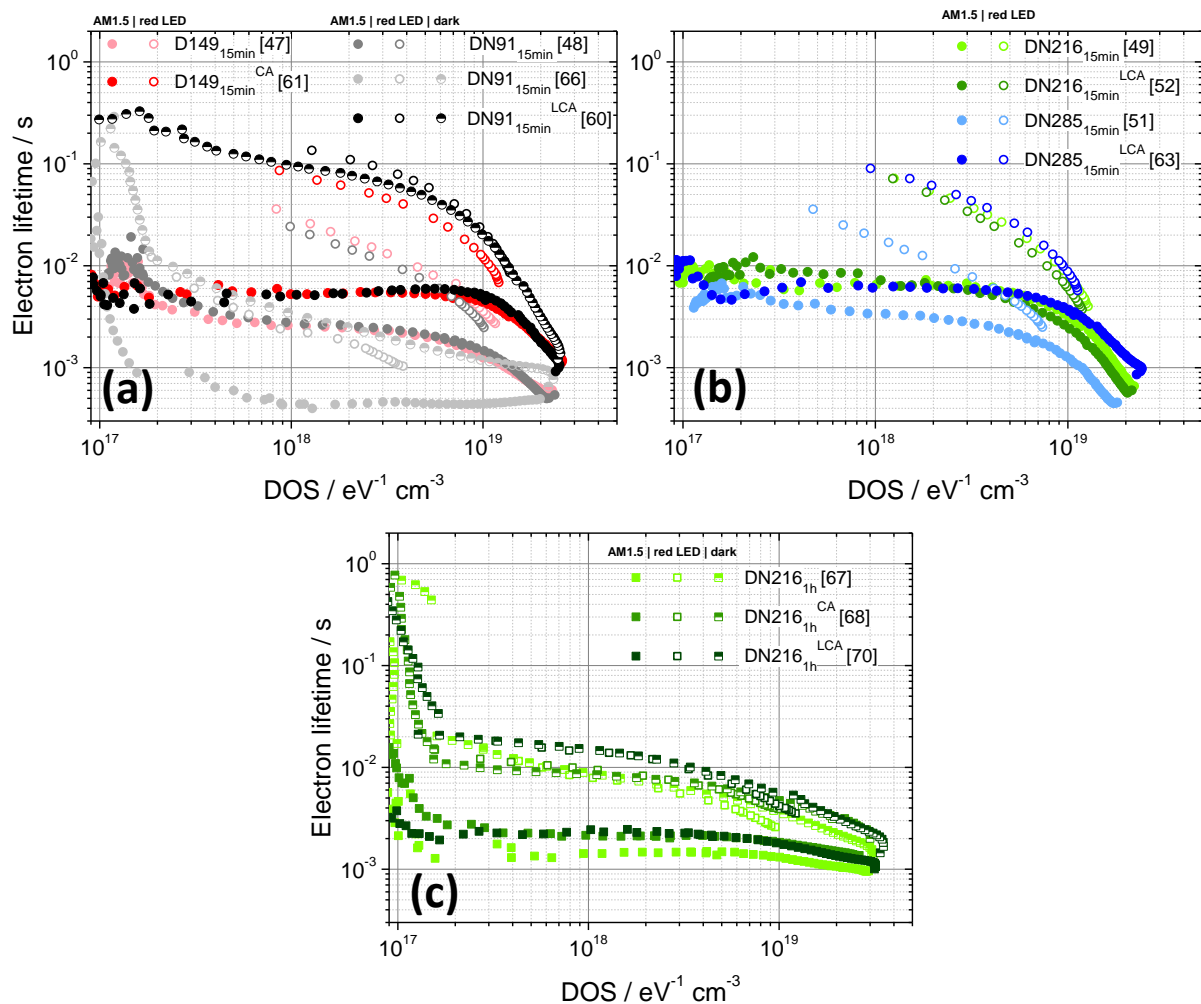 AM1.5 | red LED
AM1.5 | red LED | dark
D149 15min [47]
D149 15min CA [61]
DN91 15min [48]
DN91 15min [66]
DN91 15min LCA [60]
10^0
10^-1
10^-2
10^-3
Electron lifetime / s
(a)
10^17
10^18
10^19
DOS / eV^-1 cm^-3
AM1.5 | red LED
DN216 15min [49]
DN216 15min LCA [52]
DN285 15min [51]
DN285 15min LCA [63]
10^0
10^-1
10^-2
10^-3
Electron lifetime / s
(b)
10^17
10^18
10^19
DOS / eV^-1 cm^-3
AM1.5 | red LED | dark
DN216 1h [67]
DN216 1h CA [68]
DN216 1h LCA [70]
10^0
10^-1
10^-2
10^-3
Electron lifetime / s
(c)
10^17
10^18
10^19
DOS / eV^-1 cm^-3